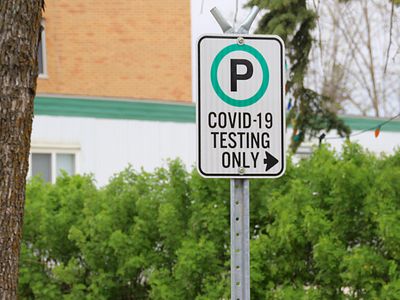 P
COVID-19
TESTING
ONLY